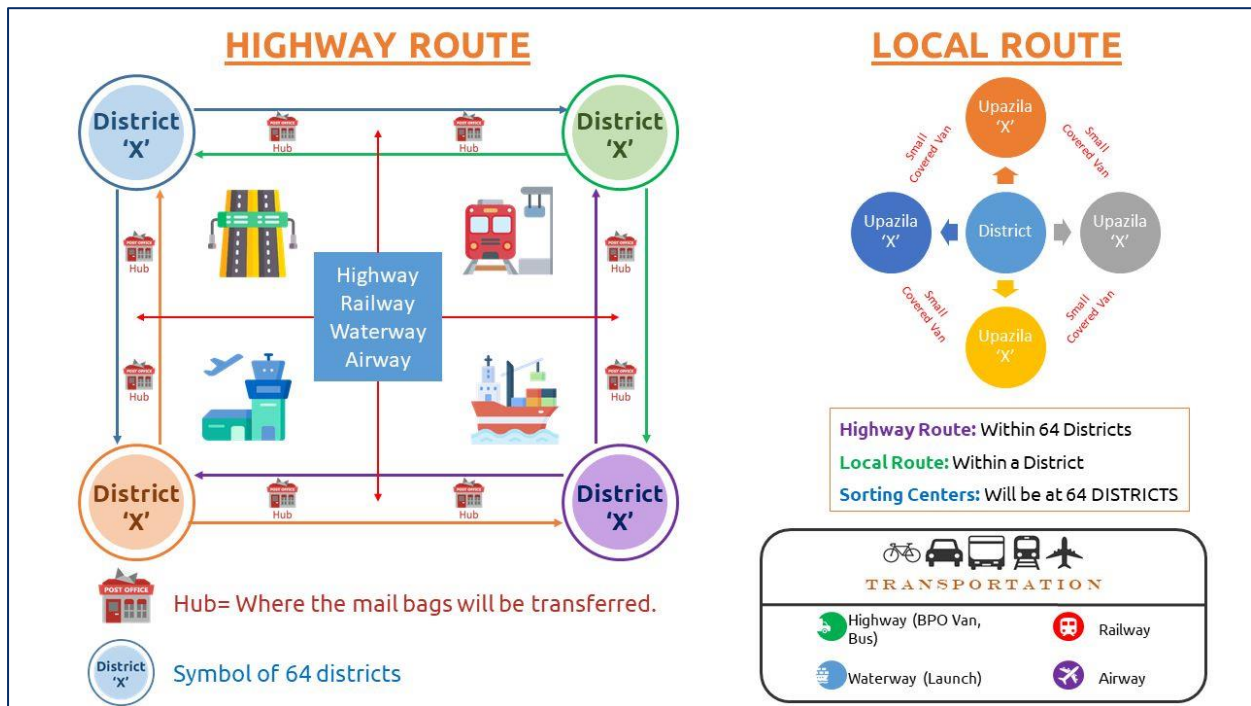 HIGHWAY ROUTE
District
'X'
Hub
Hub
District
'X'
Hub
Hub
Highway
Railway
Waterway
Airway
Hub
Hub
District
'X'
Hub
Hub
District
'X'
POST OFFICE
Hub= Where the mail bags will be transferred.
District
'X'
Symbol of 64 districts
LOCAL ROUTE
Upazila
'X'
Small
Covered Van
Small
Covered Van
Upazila
'X'
District
Upazila
'X'
Small
Covered Van
Small
Covered Van
Upazila
'X'
Highway Route: Within 64 Districts
Local Route: Within a District
Sorting Centers: Will be at 64 DISTRICTS
TRANSPORTATION
Highway (BPO Van,
Bus)
Railway
Waterway (Launch)
Airway